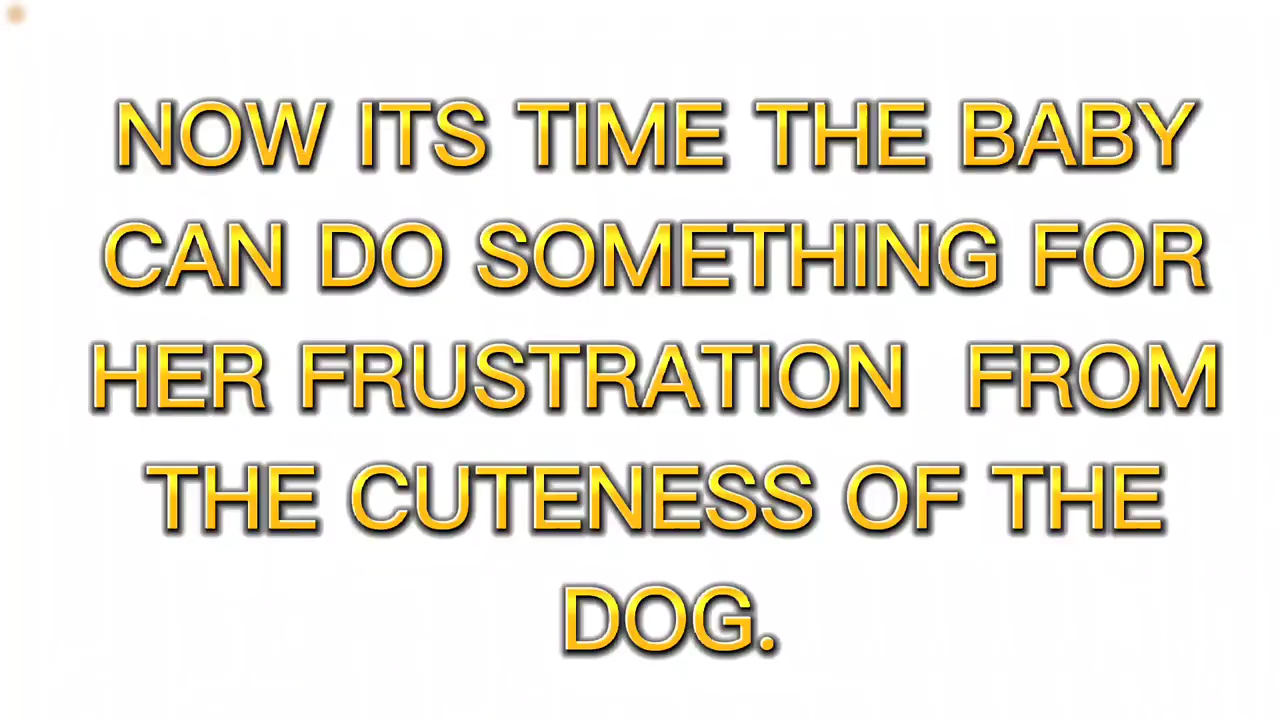 NOW ITS TIME THE BABY
CAN DO SOMETHING FOR
HER FRUSTRATION  FROM
THE CUTENESS OF THE
DOG.